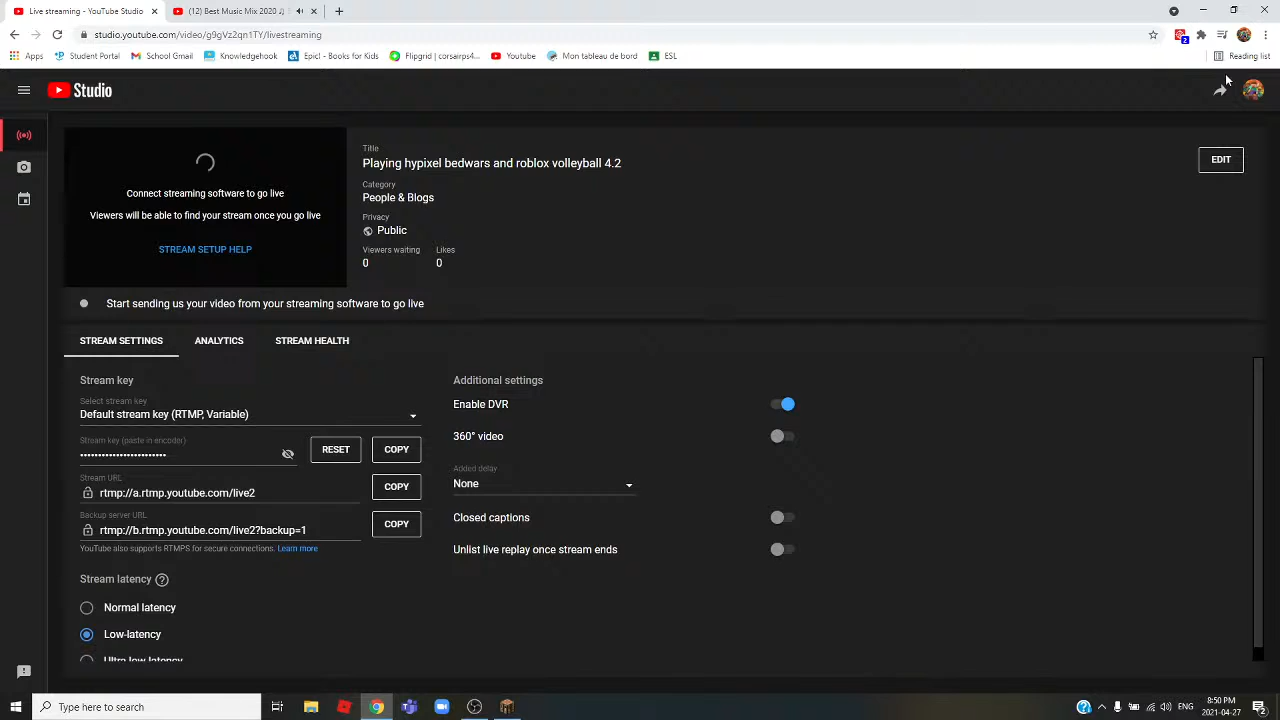 Live streaming - YouTube Studio
(12) Best Music Mix 2020 ♫
studio.youtube.com/video/g9gVz2qn1TY/livestreaming
Apps
Student Portal
School Gmail
Knowledgehook
Epic! - Books for Kids
Flipgrid | corsairps4...
Youtube
Mon tableau de bord
ESL
Reading list
2
Studio
Connect streaming software to go live
Viewers will be able to find your stream once you go live
STREAM SETUP HELP
Title
Playing hypixel bedwars and roblox volleyball 4.2
Category
People & Blogs
Privacy
Public
Viewers waiting Likes
0 0
EDIT
Start sending us your video from your streaming software to go live
STREAM SETTINGS ANALYTICS STREAM HEALTH
Stream key
Select stream key
Default stream key (RTMP, Variable)
Stream key (paste in encoder)
RESET COPY
Stream URL
rtmp://a.rtmp.youtube.com/live2
COPY
Backup server URL
rtmp://b.rtmp.youtube.com/live2?backup=1
COPY
YouTube also supports RTMPS for secure connections. Learn more
Stream latency
Normal latency
Low-latency
Ultra low-latency
Additional settings
Enable DVR
360° video
Added delay
None
Closed captions
Unlist live replay once stream ends
Type here to search
ENG
8:50 PM
2021-04-27
2